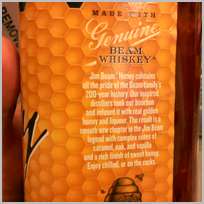 MADE WITH
Genuine
BEAM
WHISKEY
Jim Beam Honey contains all
the pride of the Beam family's
200-year history. Our inspired
distillers took our bourbon
and infused it with real
golden honey and liqueur. The result is a
smooth new chapter in the Jim Beam
legend with complex notes of
caramel, oak, and vanilla
and a rich finish of sweet honey.
Enjoy chilled, or on the rocks.